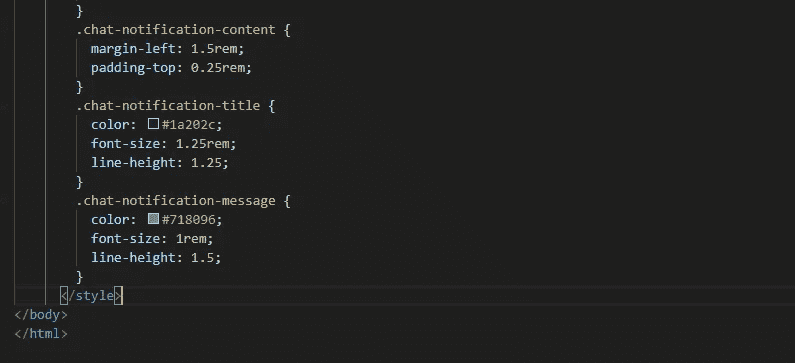 }
.chat-notification-content {
margin-left: 1.5rem;
padding-top: 0.25rem;
}
.chat-notification-title {
color: #1a202c;
font-size: 1.25rem;
line-height: 1.25;
}
.chat-notification-message {
color: #718096;
font-size: 1rem;
line-height: 1.5;
}
</style>
</body>
</html>